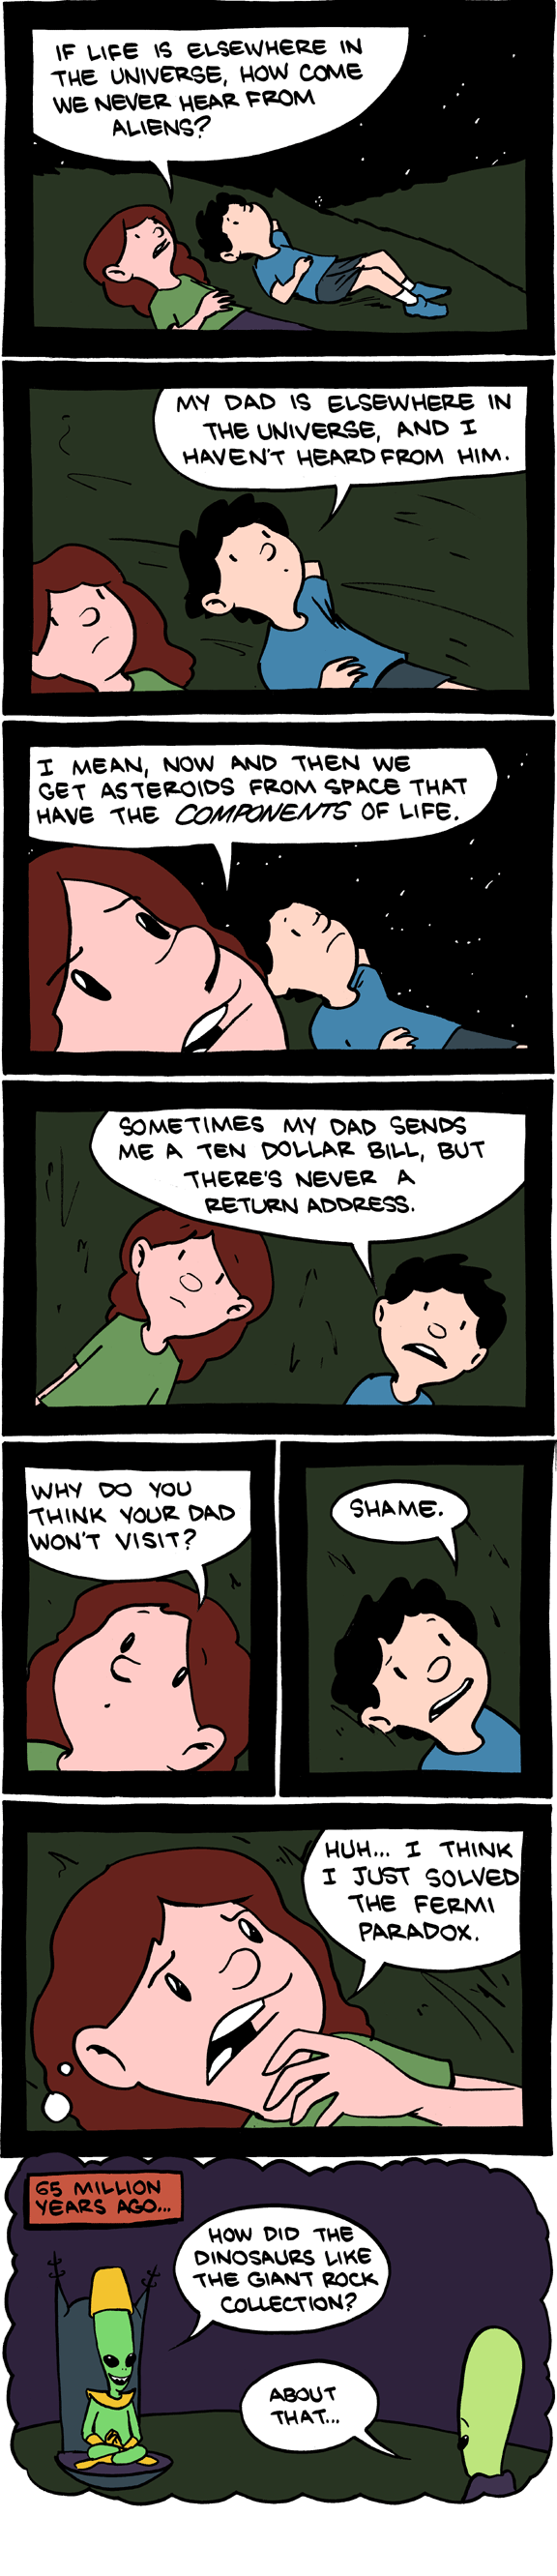 IF LIFE IS ELSEWHERE IN
THE UNIVERSE, HOW COME
WE NEVER HEAR FROM
ALIENS?
MY DAD IS ELSEWHERE IN
THE UNIVERSE, AND I
HAVEN'T HEARD FROM HIM.
I MEAN, NOW AND THEN WE
GET ASTEROIDS FROM SPACE THAT
HAVE THE COMPONENTS OF LIFE.
SOMETIMES MY DAD SENDS
ME A TEN DOLLAR BILL, BUT
THERE'S NEVER A
RETURN ADDRESS.
WHY DO YOU
THINK YOUR DAD
WON'T VISIT?
SHAME.
HUH... I THINK
I JUST SOLVED
THE FERMI
PARADOX.
65 MILLION
YEARS AGO...
HOW DID THE
DINOSAURS LIKE
THE GIANT ROCK
COLLECTION?
ABOUT
THAT...